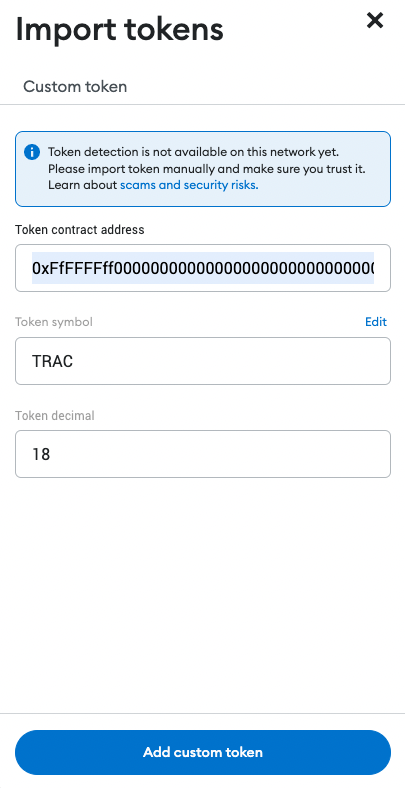 Import tokens
Custom token
Token detection is not available on this network yet.
Please import token manually and make sure you trust it.
Learn about scams and security risks.
Token contract address
0xFfFFFFff0000000000000000000000000000
Token symbol
Edit
TRAC
Token decimal
18
Add custom token